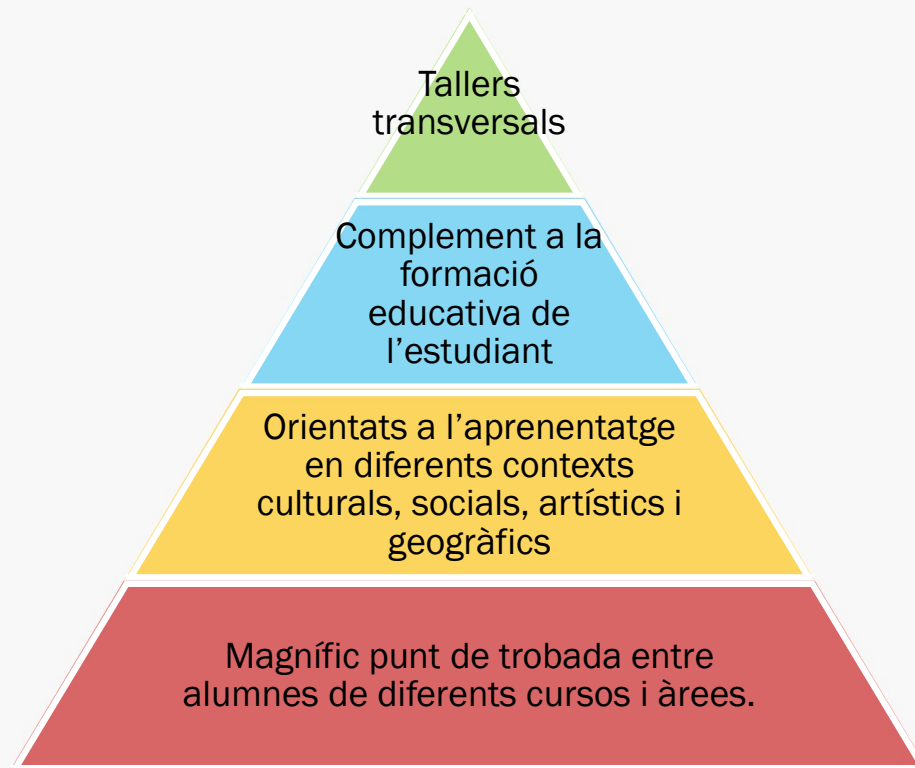 Tallers
transversals
Complement a la
formació
educativa de
l’estudiant
Orientats a l’aprenentatge
en diferents contexts
culturals, socials, artístics i
geogràfics
Magnífic punt de trobada entre
alumnes de diferents cursos i àrees.